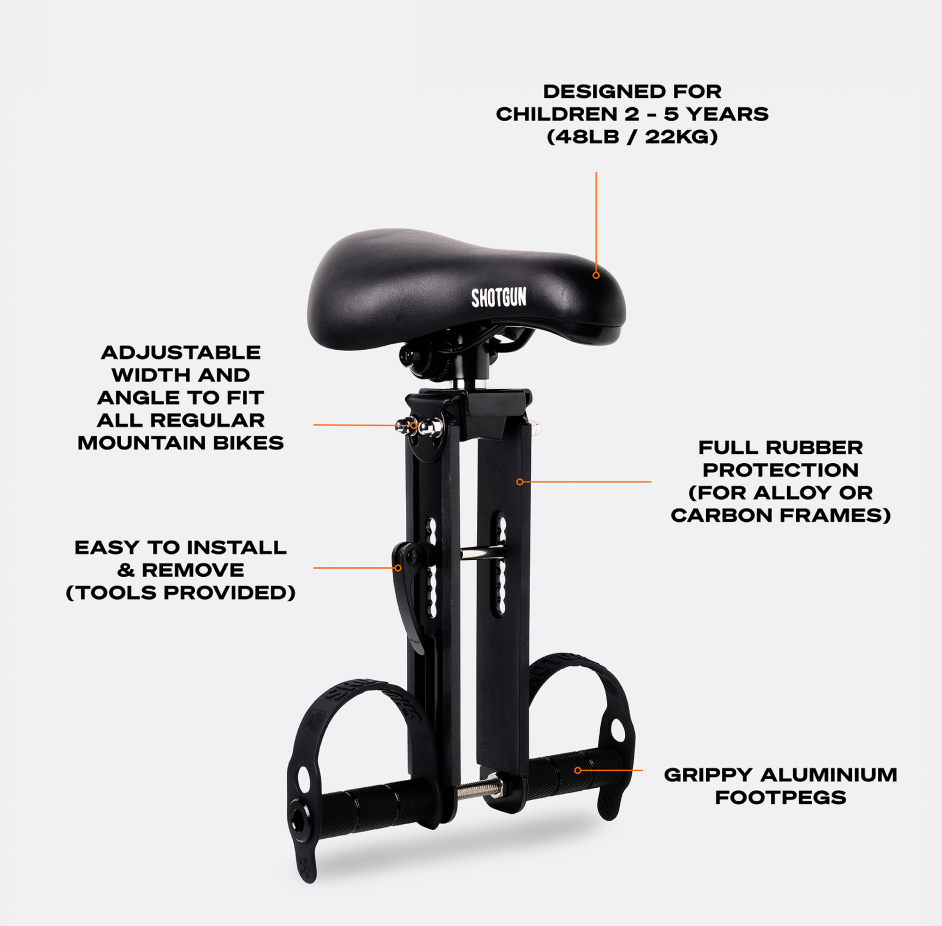 DESIGNED FOR
CHILDREN 2 - 5 YEARS
(48LB / 22KG)
SHOTGUN
ADJUSTABLE
WIDTH AND
ANGLE TO FIT
ALL REGULAR
MOUNTAIN BIKES
FULL RUBBER
PROTECTION
(FOR ALLOY OR
CARBON FRAMES)
EASY TO INSTALL
& REMOVE
(TOOLS PROVIDED)
GRIPPY ALUMINIUM
FOOTPEGS